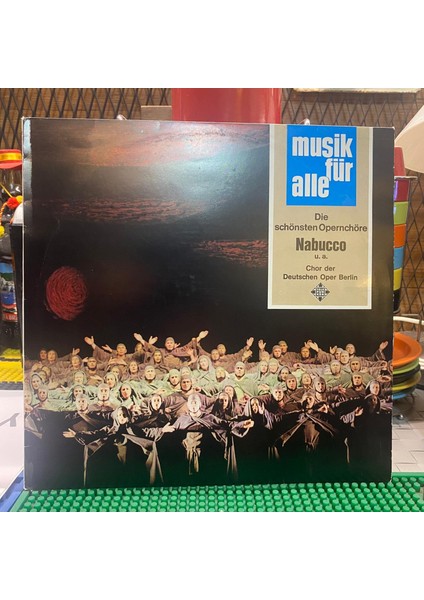 musik
für
alle
Die
schönsten Opernchöre
Nabucco
u. a.
Chor der
Deutschen Oper Berlin